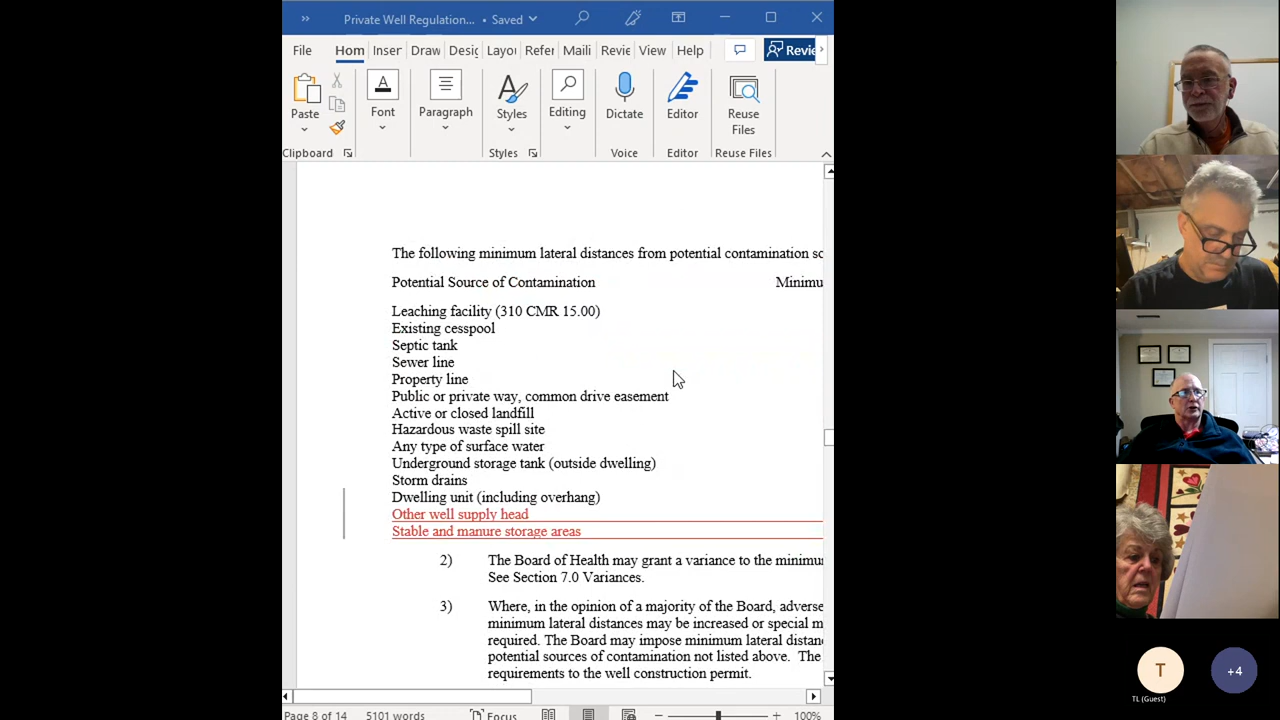 Private Well Regulation... • Saved
File Hom Inser Draw Desig Layou Refer Maili Revie View Help Revie
Paste
Font
Paragraph
Styles
Editing
Dictate
Editor
Reuse
Files
Clipboard
Styles
Voice
Editor
Reuse Files
The following minimum lateral distances from potential contamination so
Potential Source of Contamination Minimu
Leaching facility (310 CMR 15.00)
Existing cesspool
Septic tank
Sewer line
Property line
Public or private way, common drive easement
Active or closed landfill
Hazardous waste spill site
Any type of surface water
Underground storage tank (outside dwelling)
Storm drains
Dwelling unit (including overhang)
Other well supply head
Stable and manure storage areas
2) The Board of Health may grant a variance to the minimu
See Section 7.0 Variances.
3) Where, in the opinion of a majority of the Board, adverse
minimum lateral distances may be increased or special m
required. The Board may impose minimum lateral distan
potential sources of contamination not listed above. The
requirements to the well construction permit.
Page 8 of 14 5101 words Focus 100%
T
+4
TL (Guest)